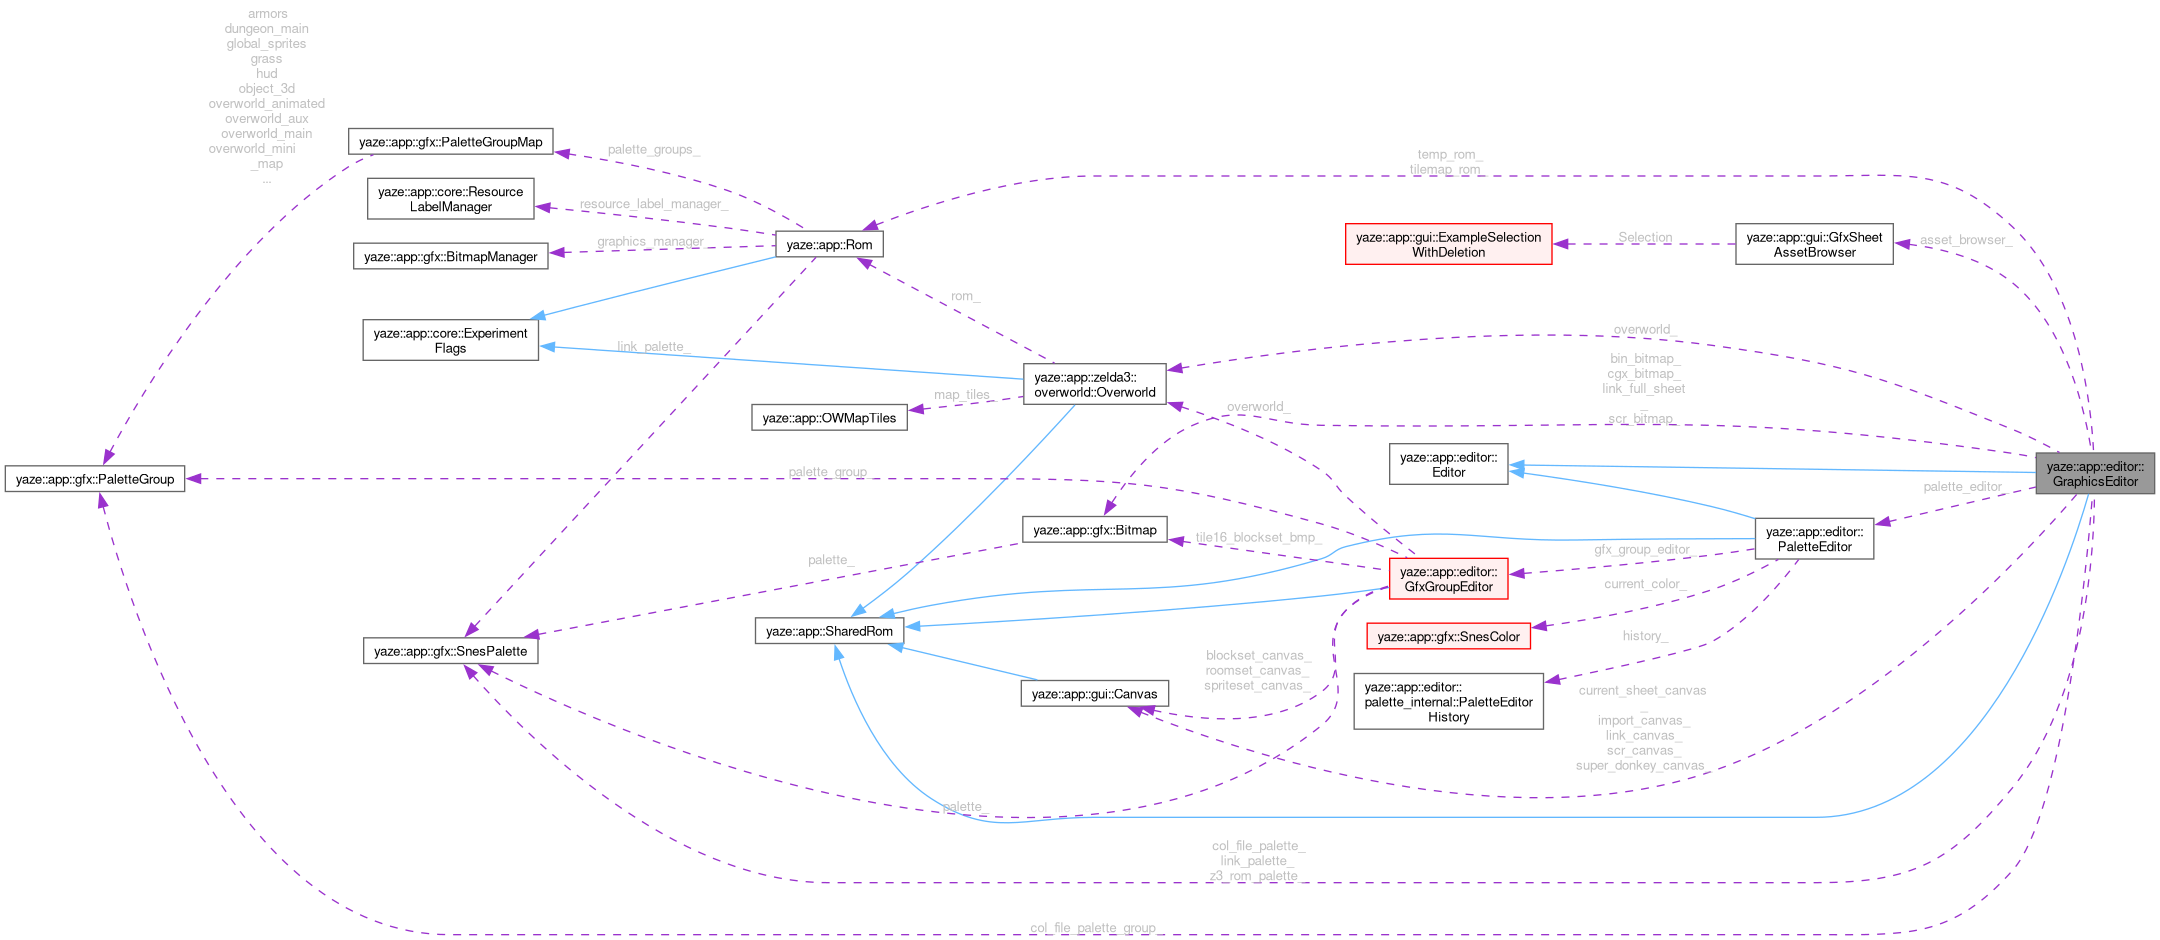 armors
dungeon_main
global_sprites
grass
hud
object_3d
overworld_animated
overworld_aux
overworld_main
overworld_mini
_map
...
yaze::app::gfx::PaletteGroupMap
palette_groups_
temp_rom_
tilemap_rom_
yaze::app::core::Resource
LabelManager
resource_label_manager_
graphics_manager_
yaze::app::Rom
yaze::app::gui::ExampleSelection
WithDeletion
Selection
yaze::app::gui::GfxSheet
AssetBrowser
asset_browser_
yaze::app::gfx::BitmapManager
rom_
yaze::app::core::Experiment
Flags
link_palette_
overworld_
yaze::app::zelda3::
overworld::Overworld
bin_bitmap_
cgx_bitmap_
link_full_sheet
_
scr_bitmap_
map_tiles_
yaze::app::OWMapTiles
overworld_
yaze::app::editor::
Editor
yaze::app::editor::
GraphicsEditor
yaze::app::gfx::PaletteGroup
palette_group_
palette_editor_
yaze::app::gfx::Bitmap
tile16_blockset_bmp_
yaze::app::editor::
PaletteEditor
gfx_group_editor_
palette_
yaze::app::editor::
GfxGroupEditor
current_color_
yaze::app::SharedRom
yaze::app::gfx::SnesColor
history_
yaze::app::gfx::SnesPalette
blockset_canvas_
roomset_canvas_
spriteset_canvas_
yaze::app::gui::Canvas
yaze::app::editor::
palette_internal::PaletteEditor
History
current_sheet_canvas
_
import_canvas_
link_canvas_
scr_canvas_
super_donkey_canvas_
palette_
col_file_palette_
link_palette_
z3_rom_palette_
col_file_palette_group_